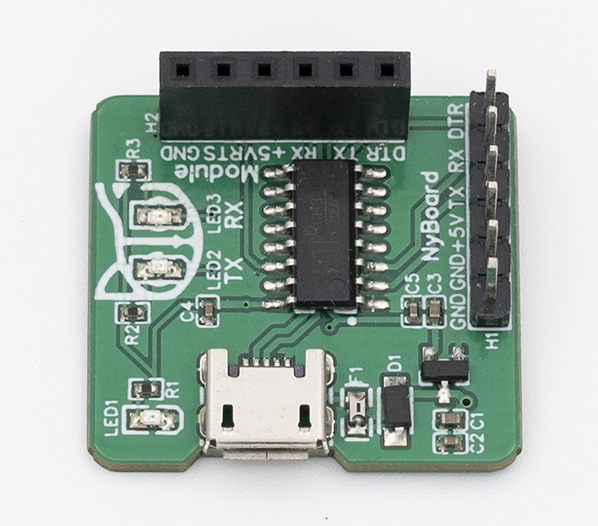 H2
DTR TX RX +5V RTS GND
Module
R3
LED3
RX
LED2
TX
R2
C4
LED1
R1
F1
D1
C5
C3
C1
C2
H1
NyBoard
GND GND +5V TX RX DTR